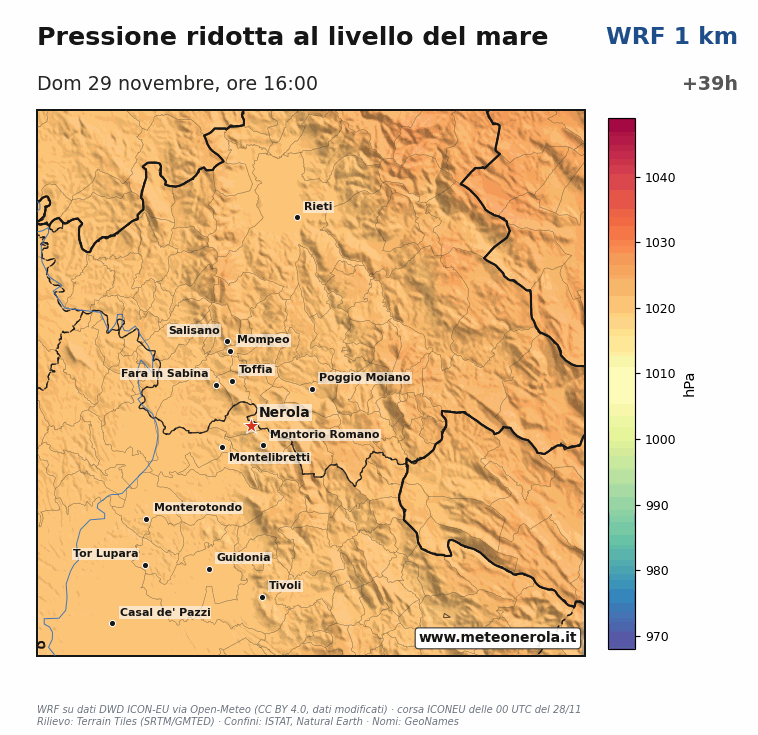 Pressione ridotta al livello del mare
WRF 1 km
Dom 29 novembre, ore 16:00
+39h
Rieti
Salisano
Mompeo
Toffia
Fara in Sabina
Poggio Moiano
Nerola
Montorio Romano
Montelibretti
Monterotondo
Tor Lupara
Guidonia
Tivoli
Casal de' Pazzi
www.meteonerola.it
1040
1030
1020
1010
1000
990
980
970
hPa
WRF su dati DWD ICON-EU via Open-Meteo (CC BY 4.0, dati modificati) · corsa ICONEU delle 00 UTC del 28/11
Rilievo: Terrain Tiles (SRTM/GMTED) · Confini: ISTAT, Natural Earth · Nomi: GeoNames